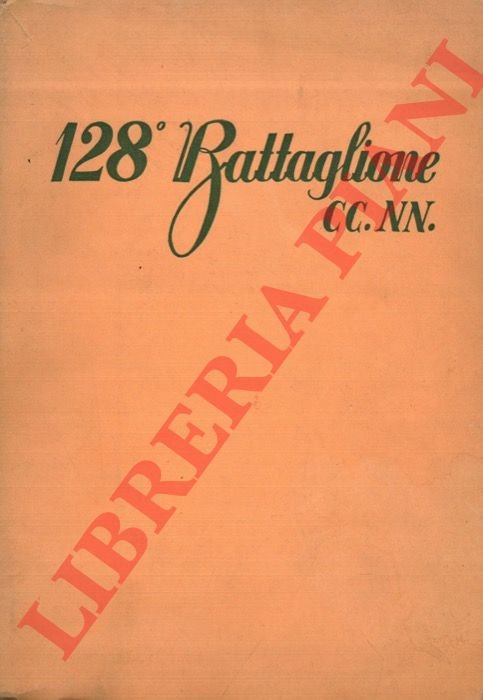 128° Battaglione
CC. NN.
LIBRERIA PIANI